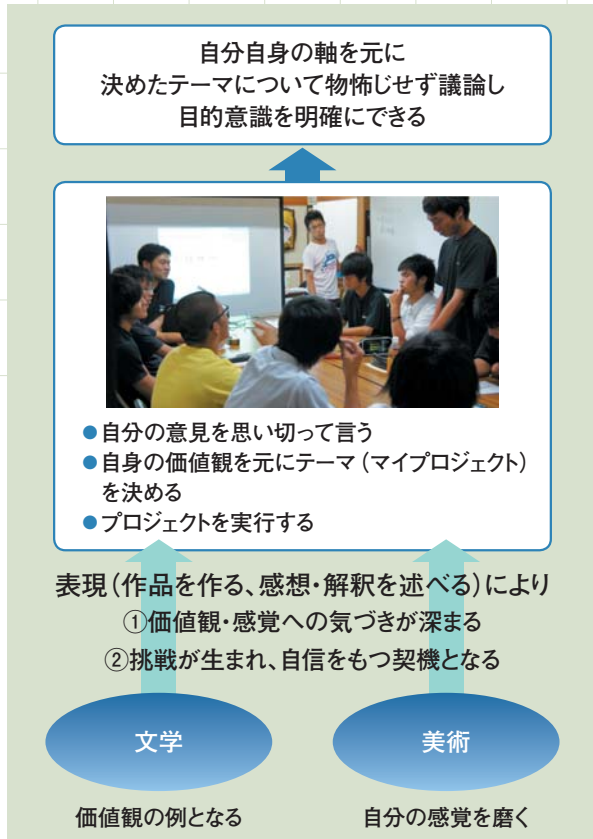 自分自身の軸を元に
決めたテーマについて物怖じせず議論し
目的意識を明確にできる
●自分の意見を思い切って言う
●自身の価値観を元にテーマ（マイプロジェクト）
を決める
●プロジェクトを実行する
表現（作品を作る、感想・解釈を述べる）により
①価値観・感覚への気づきが深まる
②挑戦が生まれ、自信をもつ契機となる
文学
美術
価値観の例となる
自分の感覚を磨く